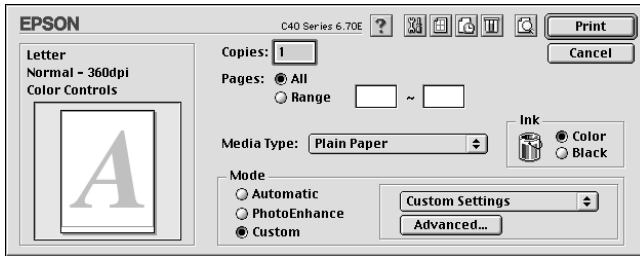 EPSON
C40 Series 6.70E
?
Print
Cancel
Letter
Normal - 360dpi
Color Controls
A
Copies: 1
Pages: All
Range ~
Media Type: Plain Paper
Ink
Color
Black
Mode
Automatic
PhotoEnhance
Custom
Custom Settings
Advanced...